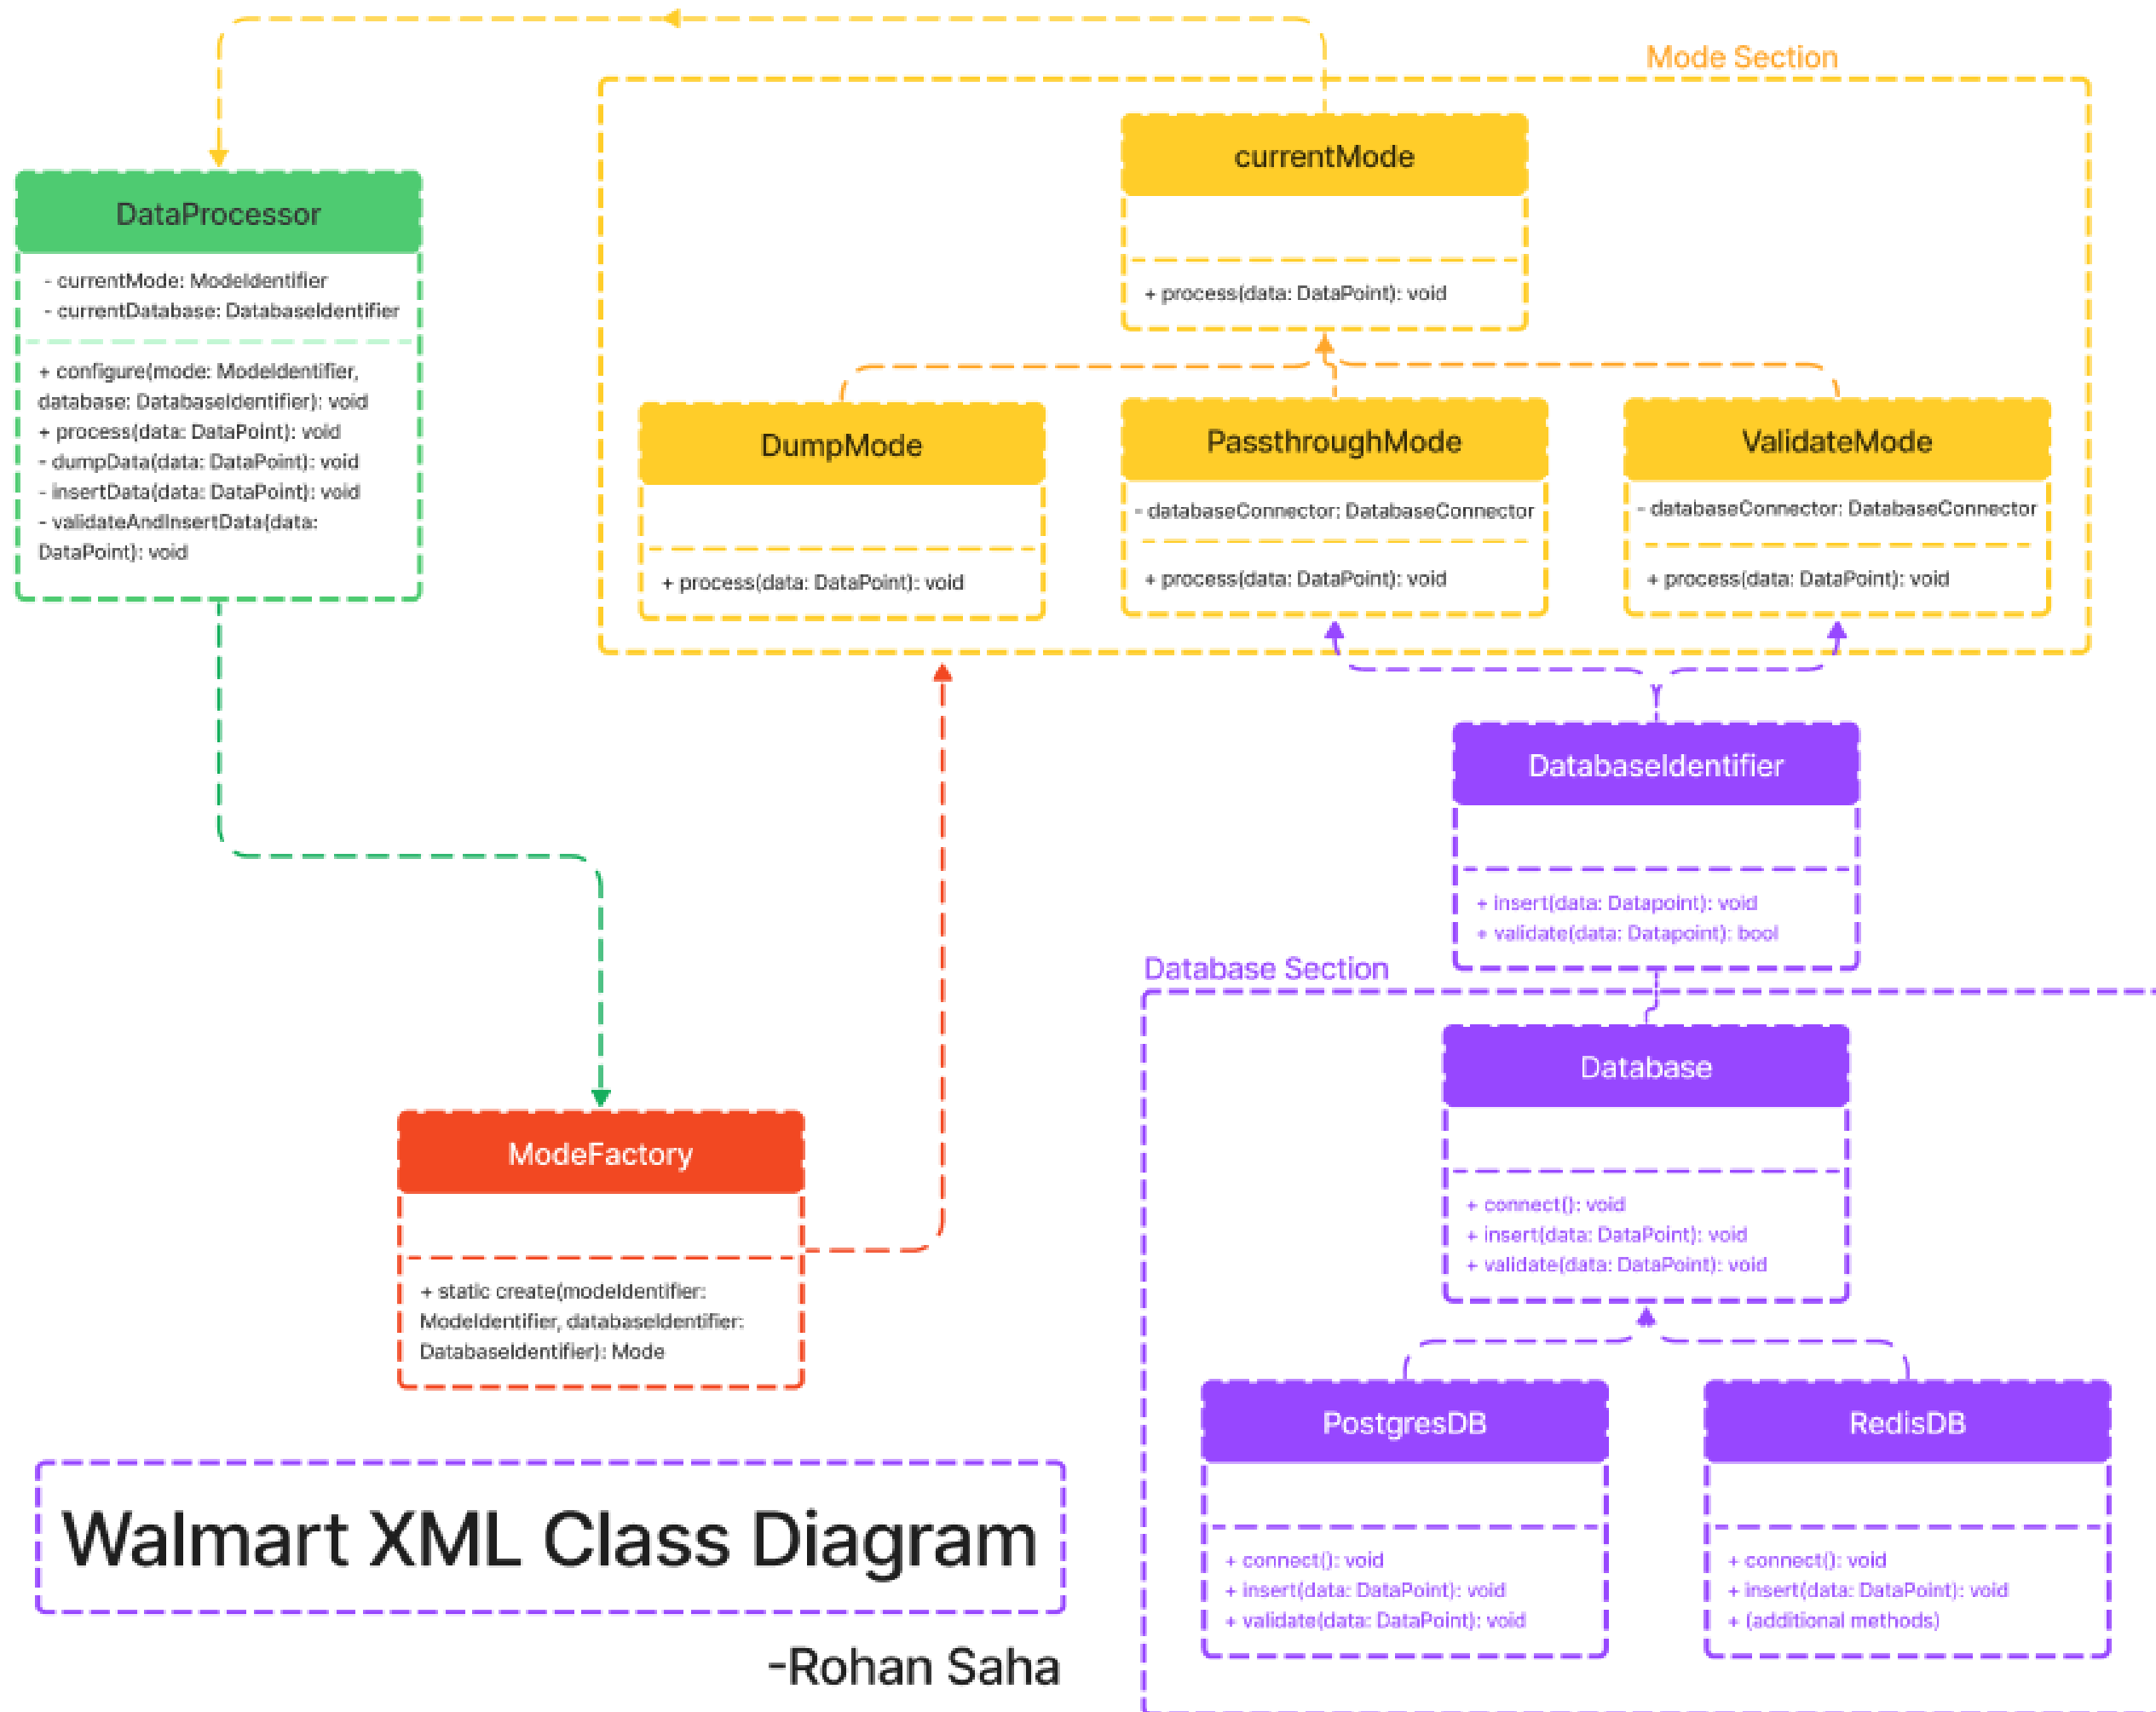 Mode Section
currentMode
+ process(data: DataPoint): void
DataProcessor
- currentMode: ModeIdentifier
- currentDatabase: DatabaseIdentifier
+ configure(mode: ModeIdentifier,
database: DatabaseIdentifier): void
+ process(data: DataPoint): void
- dumpData(data: DataPoint): void
- insertData(data: DataPoint): void
- validateAndInsertData(data:
DataPoint): void
DumpMode
+ process(data: DataPoint): void
PassthroughMode
- databaseConnector: DatabaseConnector
+ process(data: DataPoint): void
ValidateMode
- databaseConnector: DatabaseConnector
+ process(data: DataPoint): void
DatabaseIdentifier
+ insert(data: Datapoint): void
+ validate(data: Datapoint): bool
Database Section
Database
+ connect(): void
+ insert(data: DataPoint): void
+ validate(data: DataPoint): void
ModeFactory
+ static create(modeIdentifier:
ModeIdentifier, databaseIdentifier:
DatabaseIdentifier): Mode
PostgresDB
+ connect(): void
+ insert(data: DataPoint): void
+ validate(data: DataPoint): void
RedisDB
+ connect(): void
+ insert(data: DataPoint): void
+ (additional methods)
Walmart XML Class Diagram
-Rohan Saha